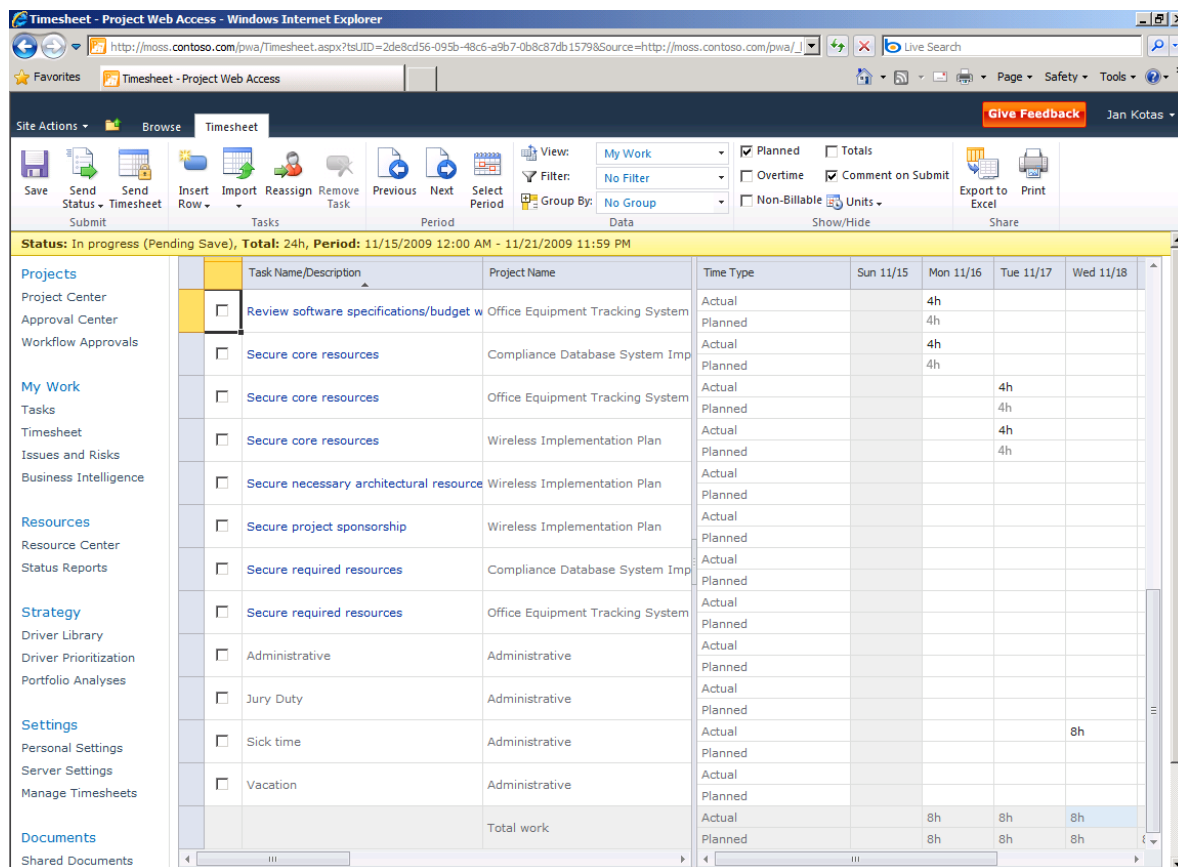 Timesheet - Project Web Access - Windows Internet Explorer
http://moss.contoso.com/pwa/Timesheet.aspx?tsUID=2de8cd56-095b-48c6-a9b7-0b8c87db1579&Source=http://moss.contoso.com/pwa/_l
Live Search
Favorites Timesheet - Project Web Access Page Safety Tools
Site Actions Browse Timesheet Give Feedback Jan Kotas
Save Send Status Send Timesheet Insert Row Import Reassign Remove Task Previous Next Select Period
View: My Work Planned Totals
Filter: No Filter Overtime Comment on Submit
Group By: No Group Non-Billable Units
Export to Excel Print
Submit Tasks Period Data Show/Hide Share
Status: In progress (Pending Save), Total: 24h, Period: 11/15/2009 12:00 AM - 11/21/2009 11:59 PM
Projects
Project Center
Approval Center
Workflow Approvals
My Work
Tasks
Timesheet
Issues and Risks
Business Intelligence
Resources
Resource Center
Status Reports
Strategy
Driver Library
Driver Prioritization
Portfolio Analyses
Settings
Personal Settings
Server Settings
Manage Timesheets
Documents
Shared Documents
Task Name/Description Project Name Time Type Sun 11/15 Mon 11/16 Tue 11/17 Wed 11/18
Review software specifications/budget w Office Equipment Tracking System
Actual 4h
Planned 4h
Secure core resources Compliance Database System Imp
Actual 4h
Planned 4h
Secure core resources Office Equipment Tracking System
Actual 4h
Planned 4h
Secure core resources Wireless Implementation Plan
Actual 4h
Planned 4h
Secure necessary architectural resource Wireless Implementation Plan
Actual
Planned
Secure project sponsorship Wireless Implementation Plan
Actual
Planned
Secure required resources Compliance Database System Imp
Actual
Planned
Secure required resources Office Equipment Tracking System
Actual
Planned
Administrative Administrative
Actual
Planned
Jury Duty Administrative
Actual
Planned
Sick time Administrative
Actual 8h
Planned
Vacation Administrative
Actual
Planned
Total work
Actual 8h 8h 8h
Planned 8h 8h 8h